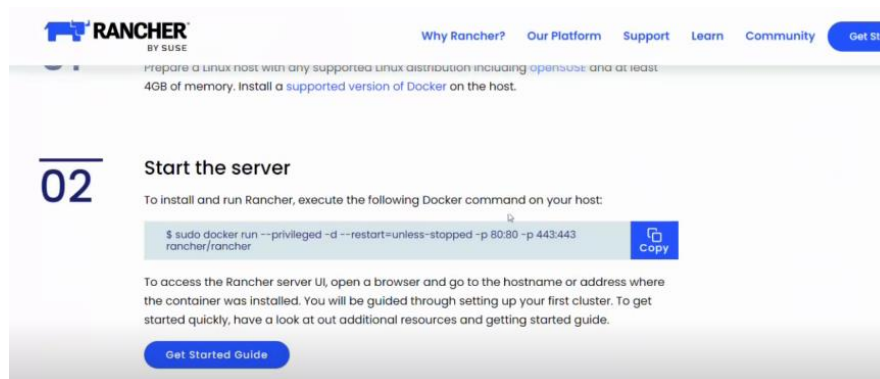 RANCHER
BY SUSE
Why Rancher? Our Platform Support Learn Community Get St
Prepare a Linux host with any supported Linux distribution including openSUSE and at least
4GB of memory. Install a supported version of Docker on the host.
02
Start the server
To install and run Rancher, execute the following Docker command on your host:
$ sudo docker run --privileged -d --restart=unless-stopped -p 80:80 -p 443:443
rancher/rancher
Copy
To access the Rancher server UI, open a browser and go to the hostname or address where
the container was installed. You will be guided through setting up your first cluster. To get
started quickly, have a look at out additional resources and getting started guide.
Get Started Guide